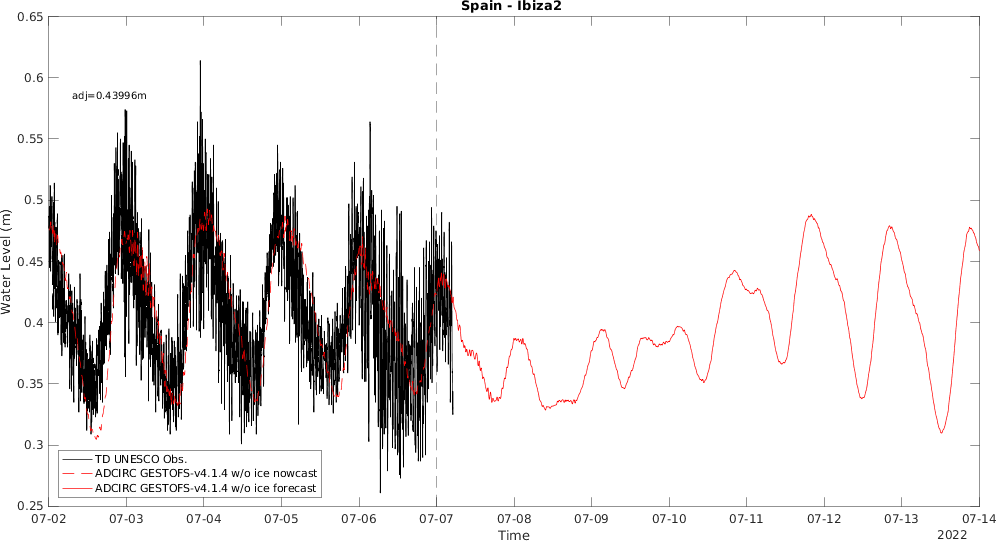 Spain - Ibiza2
adj=0.43996m
Water Level (m)
0.65
0.6
0.55
0.5
0.45
0.4
0.35
0.3
0.25
TD UNESCO Obs.
ADCIRC GESTOFS-v4.1.4 w/o ice nowcast
ADCIRC GESTOFS-v4.1.4 w/o ice forecast
07-02 07-03 07-04 07-05 07-06 07-07 07-08 07-09 07-10 07-11 07-12 07-13 07-14
Time
2022